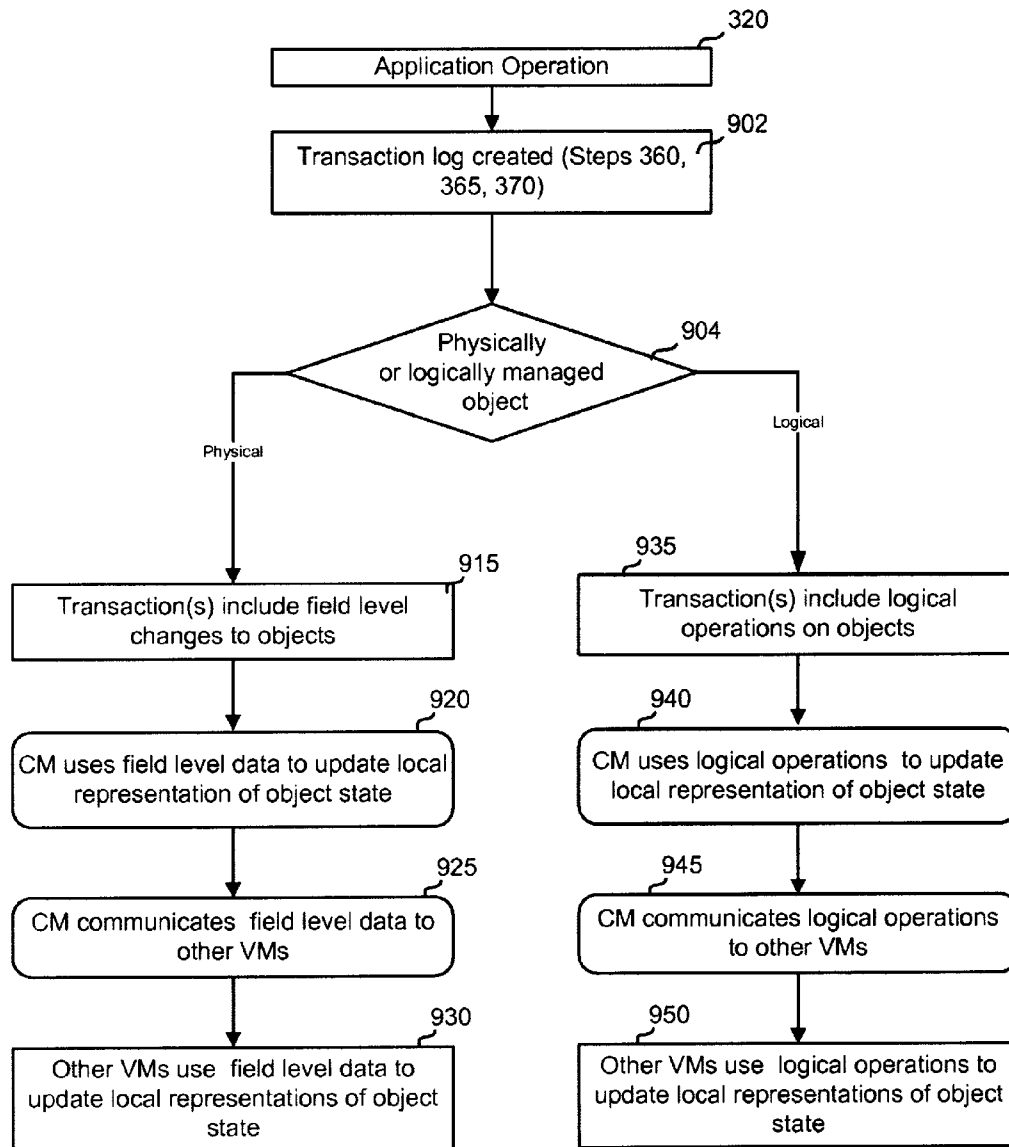 320
Application Operation
902
Transaction log created (Steps 360,
365, 370)
904
Physically
or logically managed
object
Physical
Logical
915
Transaction(s) include field level
changes to objects
920
CM uses field level data to update local
representation of object state
925
CM communicates field level data to
other VMs
930
Other VMs use field level data to
update local representations of object
state
935
Transaction(s) include logical
operations on objects
940
CM uses logical operations to update
local representation of object state
945
CM communicates logical operations
to other VMs
950
Other VMs use logical operations to
update local representations of object
state